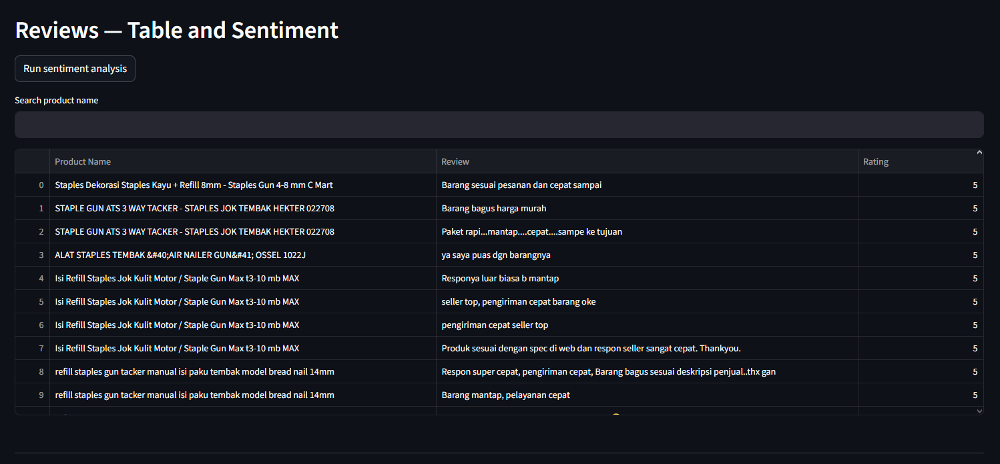 Reviews — Table and Sentiment
Run sentiment analysis
Search product name
Product Name Review Rating
0 Staples Dekorasi Staples Kayu + Refill 8mm - Staples Gun 4-8 mm C Mart Barang sesuai pesanan dan cepat sampai 5
1 STAPLE GUN ATS 3 WAY TACKER - STAPLES JOK TEMBAK HEKTER 022708 Barang bagus harga murah 5
2 STAPLE GUN ATS 3 WAY TACKER - STAPLES JOK TEMBAK HEKTER 022708 Paket rapi...mantap....cepat....sampe ke tujuan 5
3 ALAT STAPLES TEMBAK &#40;AIR NAILER GUN&#41; OSSEL 1022J ya saya puas dgn barangnya 5
4 Isi Refill Staples Jok Kulit Motor / Staple Gun Max t3-10 mb MAX Responya luar biasa b mantap 5
5 Isi Refill Staples Jok Kulit Motor / Staple Gun Max t3-10 mb MAX seller top, pengiriman cepat barang oke 5
6 Isi Refill Staples Jok Kulit Motor / Staple Gun Max t3-10 mb MAX pengiriman cepat seller top 5
7 Isi Refill Staples Jok Kulit Motor / Staple Gun Max t3-10 mb MAX Produk sesuai dengan spec di web dan respon seller sangat cepat. Thankyou. 5
8 refill staples gun tacker manual isi paku tembak model bread nail 14mm Respon super cepat, pengiriman cepat, Barang bagus sesuai deskripsi penjual..thx gan 5
9 refill staples gun tacker manual isi paku tembak model bread nail 14mm Barang mantap, pelayanan cepat 5